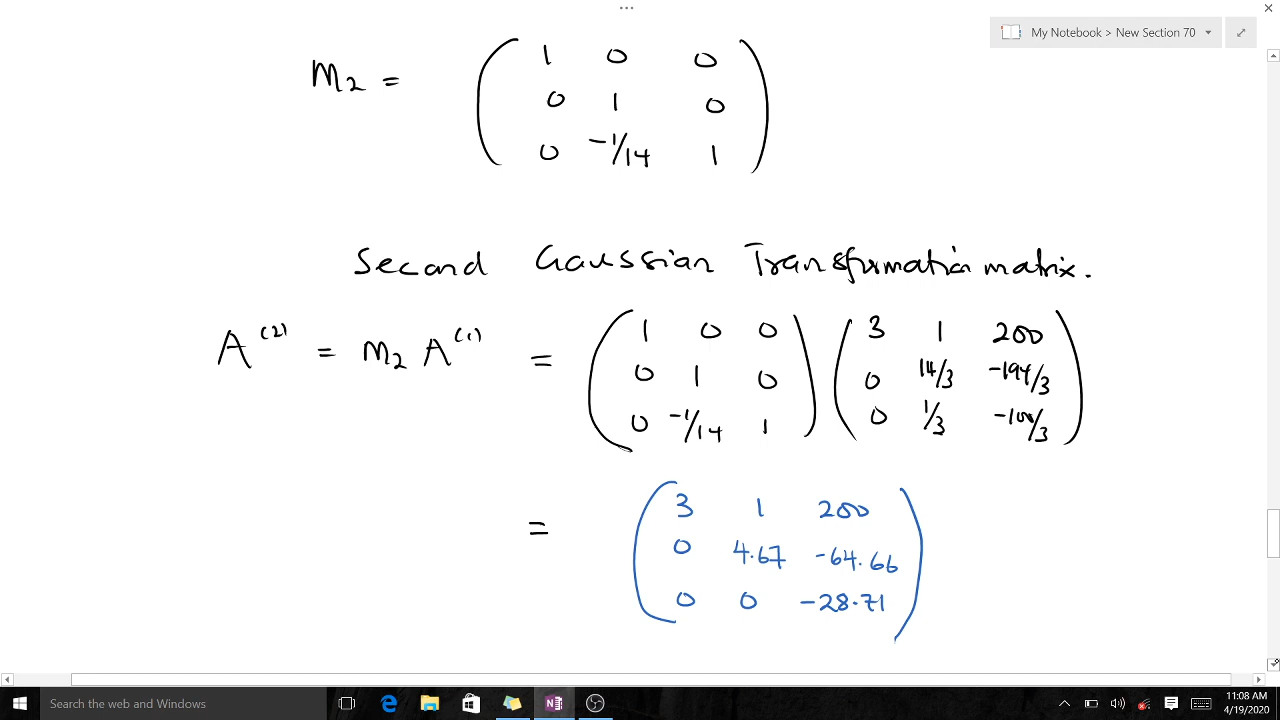 My Notebook > New Section 70
M2 =
1 0 0
0 1 0
0 -1/14 1
Second Gaussian Transformation matrix.
A(2) = M2 A(1) =
1 0 0
0 1 0
0 -1/14 1
3 1 200
0 14/3 -194/3
0 1/3 -100/3
=
3 1 200
0 4.67 -64.66
0 0 -28.71
Search the web and Windows
11:08 AM
4/19/2020